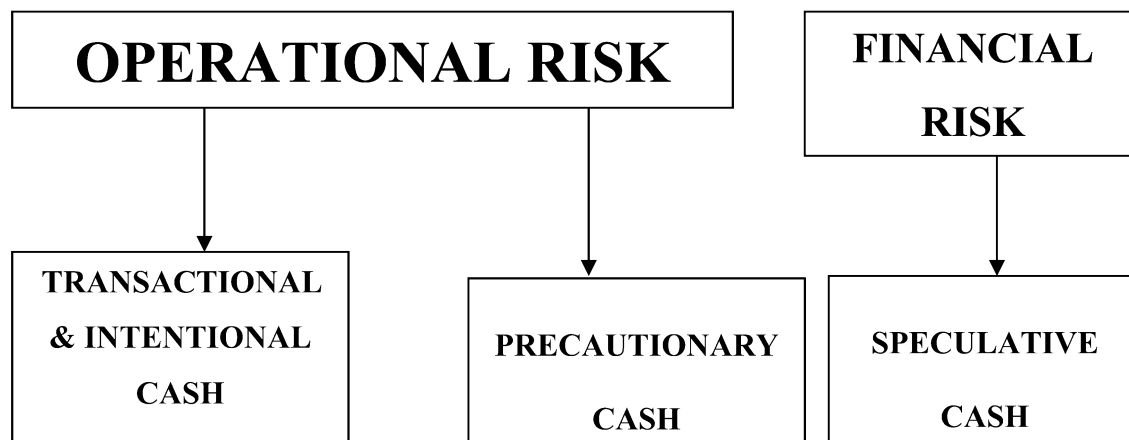 OPERATIONAL RISK
FINANCIAL
RISK
TRANSACTIONAL
& INTENTIONAL
CASH
PRECAUTIONARY
CASH
SPECULATIVE
CASH